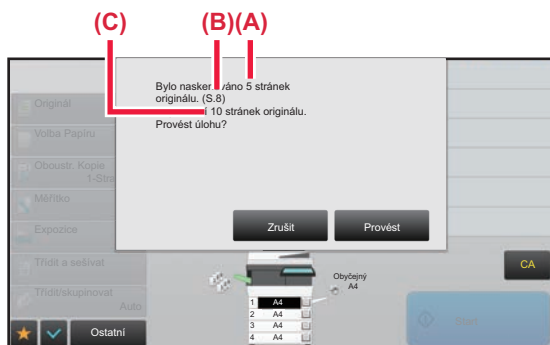 (C) (B) (A)
Bylo nasker váno 5 stránek
originálu. (S.8)
í 10 stránek originálu.
Provést úlohu?
Zrušit Provést
Originál
Volba Papíru
Oboustr. Kopie
1-Stra
Měřítko
Expozice
Třídit a sešívat
Třídit/skupinovat
Auto
Ostatní
Obyčejný
A4
1 A4
2 A4
3 A4
4 A4
CA
Start